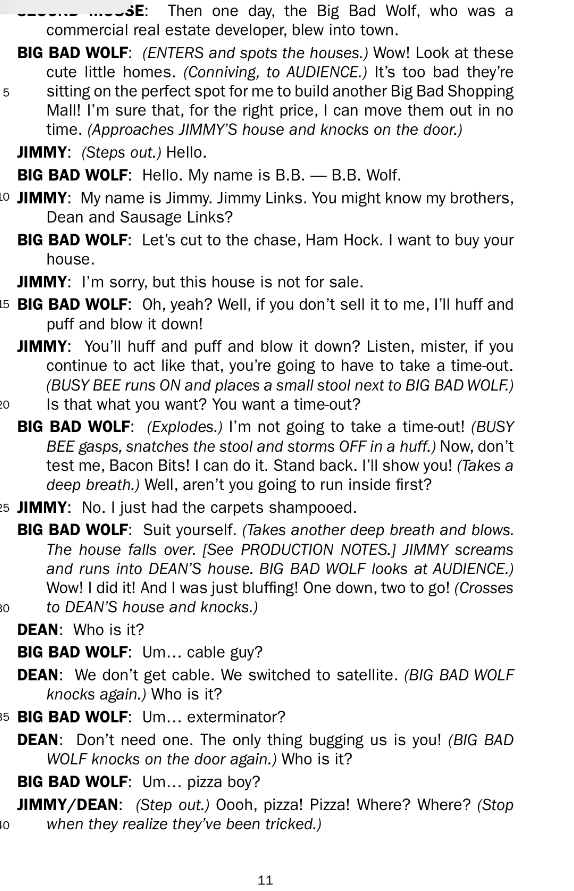 Then one day, the Big Bad Wolf, who was a
commercial real estate developer, blew into town.
BIG BAD WOLF: (ENTERS and spots the houses.) Wow! Look at these
cute little homes. (Conniving, to AUDIENCE.) It's too bad they're
5 sitting on the perfect spot for me to build another Big Bad Shopping
Mall! I'm sure that, for the right price, I can move them out in no
time. (Approaches JIMMY'S house and knocks on the door.)
JIMMY: (Steps out.) Hello.
BIG BAD WOLF: Hello. My name is B.B. — B.B. Wolf.
10 JIMMY: My name is Jimmy. Jimmy Links. You might know my brothers,
Dean and Sausage Links?
BIG BAD WOLF: Let's cut to the chase, Ham Hock. I want to buy your
house.
JIMMY: I'm sorry, but this house is not for sale.
15 BIG BAD WOLF: Oh, yeah? Well, if you don't sell it to me, I'll huff and
puff and blow it down!
JIMMY: You'll huff and puff and blow it down? Listen, mister, if you
continue to act like that, you're going to have to take a time-out.
(BUSY BEE runs ON and places a small stool next to BIG BAD WOLF.)
20 Is that what you want? You want a time-out?
BIG BAD WOLF: (Explodes.) I'm not going to take a time-out! (BUSY
BEE gasps, snatches the stool and storms OFF in a huff.) Now, don't
test me, Bacon Bits! I can do it. Stand back. I'll show you! (Takes a
deep breath.) Well, aren't you going to run inside first?
25 JIMMY: No. I just had the carpets shampooed.
BIG BAD WOLF: Suit yourself. (Takes another deep breath and blows.
The house falls over. [See PRODUCTION NOTES.] JIMMY screams
and runs into DEAN'S house. BIG BAD WOLF looks at AUDIENCE.)
Wow! I did it! And I was just bluffing! One down, two to go! (Crosses
30 to DEAN'S house and knocks.)
DEAN: Who is it?
BIG BAD WOLF: Um… cable guy?
DEAN: We don't get cable. We switched to satellite. (BIG BAD WOLF
knocks again.) Who is it?
35 BIG BAD WOLF: Um… exterminator?
DEAN: Don't need one. The only thing bugging us is you! (BIG BAD
WOLF knocks on the door again.) Who is it?
BIG BAD WOLF: Um… pizza boy?
JIMMY/DEAN: (Step out.) Oooh, pizza! Pizza! Where? Where? (Stop
40 when they realize they've been tricked.)
11